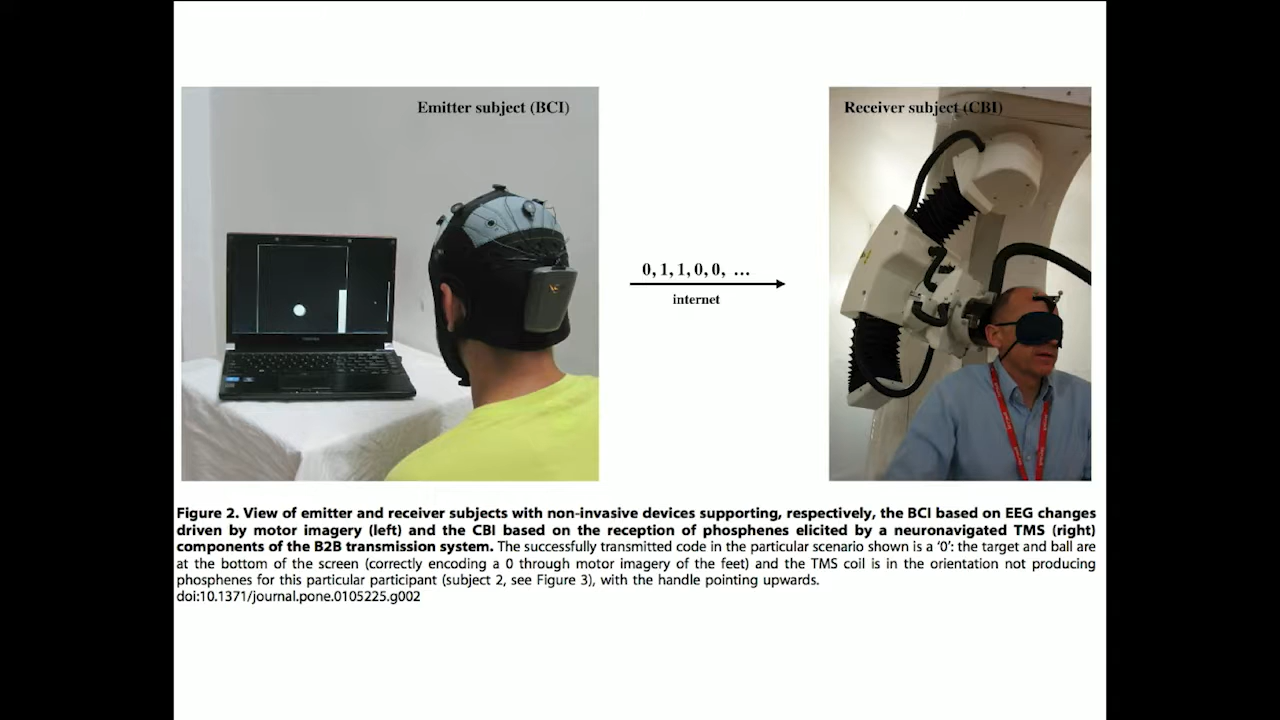 Emitter subject (BCI)
Receiver subject (CBI)
0, 1, 1, 0, 0, …
internet
Figure 2. View of emitter and receiver subjects with non-invasive devices supporting, respectively, the BCI based on EEG changes
driven by motor imagery (left) and the CBI based on the reception of phosphenes elicited by a neuronavigated TMS (right)
components of the B2B transmission system. The successfully transmitted code in the particular scenario shown is a '0': the target and ball are
at the bottom of the screen (correctly encoding a 0 through motor imagery of the feet) and the TMS coil is in the orientation not producing
phosphenes for this particular participant (subject 2, see Figure 3), with the handle pointing upwards.
doi:10.1371/journal.pone.0105225.g002